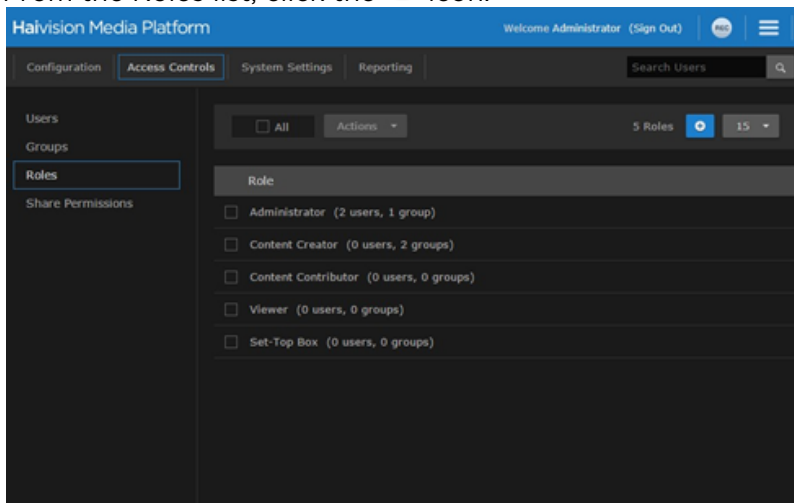 From the Roles list, click the icon.
Haivision Media Platform
Welcome Administrator (Sign Out)
REC
Configuration
Access Controls
System Settings
Reporting
Search Users
Users
Groups
Roles
Share Permissions
All
Actions
5 Roles
15
Role
Administrator (2 users, 1 group)
Content Creator (0 users, 2 groups)
Content Contributor (0 users, 0 groups)
Viewer (0 users, 0 groups)
Set-Top Box (0 users, 0 groups)